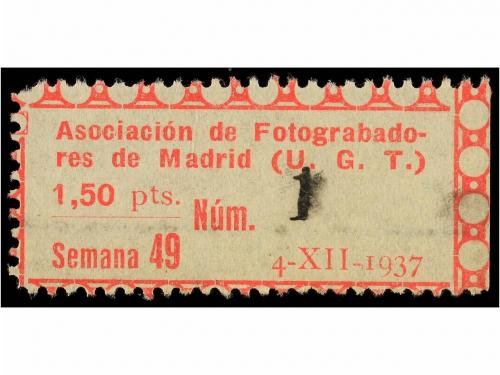 Asociación de Fotograbado-
res de Madrid (U. G. T.)
1,50 pts.
Núm. 1
Semana 49
4-XII-1937